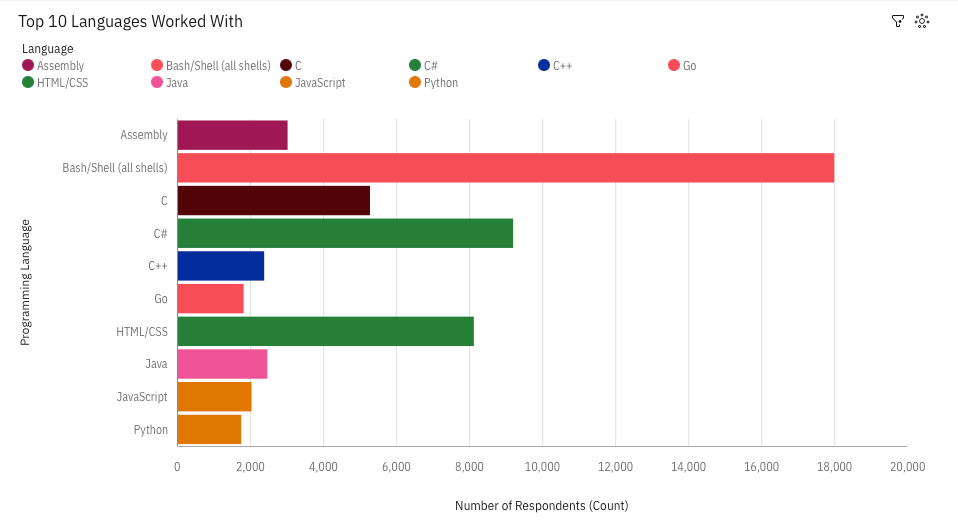 Top 10 Languages Worked With
Language
Assembly Bash/Shell (all shells) C C# C++ Go
HTML/CSS Java JavaScript Python
Programming Language
Assembly
Bash/Shell (all shells)
C
C#
C++
Go
HTML/CSS
Java
JavaScript
Python
0 2,000 4,000 6,000 8,000 10,000 12,000 14,000 16,000 18,000 20,000
Number of Respondents (Count)